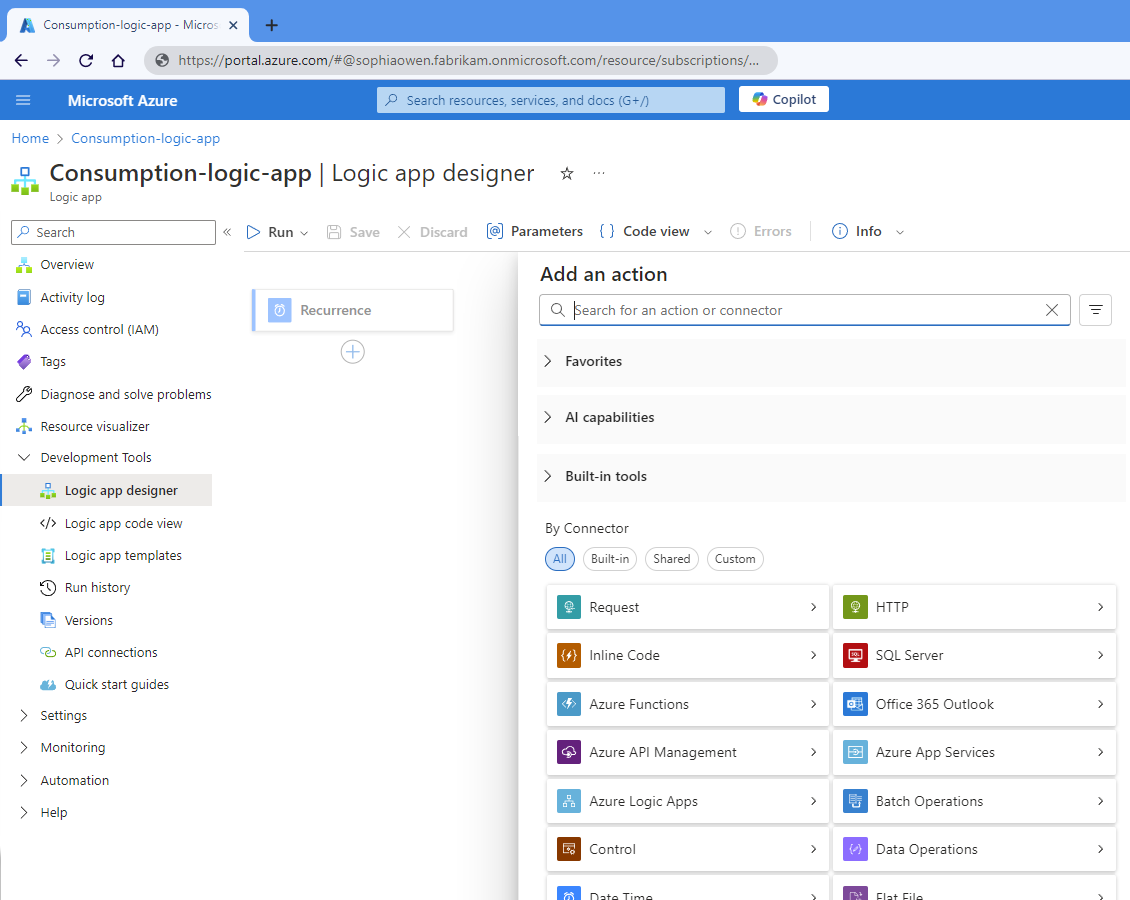 Consumption-logic-app - Micros
https://portal.azure.com/#@sophiaowen.fabrikam.onmicrosoft.com/resource/subscriptions/...
Microsoft Azure
Search resources, services, and docs (G+/)
Copilot
Home > Consumption-logic-app
Consumption-logic-app | Logic app designer
Logic app
Search
Run
Save
Discard
Parameters
Code view
Errors
Info
Overview
Activity log
Access control (IAM)
Tags
Diagnose and solve problems
Resource visualizer
Development Tools
Logic app designer
Logic app code view
Logic app templates
Run history
Versions
API connections
Quick start guides
Settings
Monitoring
Automation
Help
Recurrence
Add an action
Search for an action or connector
Favorites
AI capabilities
Built-in tools
By Connector
All
Built-in
Shared
Custom
Request
HTTP
Inline Code
SQL Server
Azure Functions
Office 365 Outlook
Azure API Management
Azure App Services
Azure Logic Apps
Batch Operations
Control
Data Operations
Date Time
Flat File